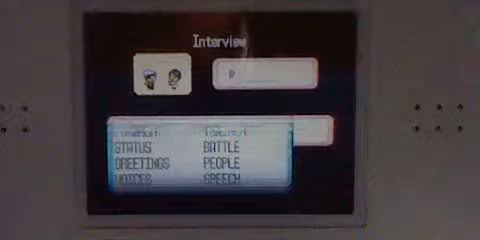 Interview
STATUS BATTLE
GREETINGS PEOPLE
VOICES SPEECH